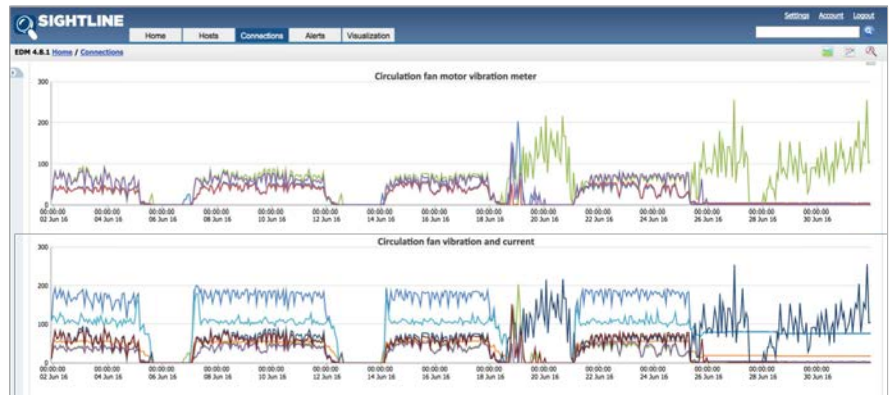 SIGHTLINE
Settings Account Logout
Home Hosts Connections Alerts Visualization
EDM 4.8.1 Home / Connections
Circulation fan motor vibration meter
300
200
100
0
00:00:00 00:00:00 00:00:00 00:00:00 00:00:00 00:00:00 00:00:00 00:00:00 00:00:00 00:00:00 00:00:00 00:00:00 00:00:00 00:00:00 00:00:00
02 Jun 16 04 Jun 16 06 Jun 16 08 Jun 16 10 Jun 16 12 Jun 16 14 Jun 16 16 Jun 16 18 Jun 16 20 Jun 16 22 Jun 16 24 Jun 16 26 Jun 16 28 Jun 16 30 Jun 16
Circulation fan vibration and current
300
200
100
0
00:00:00 00:00:00 00:00:00 00:00:00 00:00:00 00:00:00 00:00:00 00:00:00 00:00:00 00:00:00 00:00:00 00:00:00 00:00:00 00:00:00 00:00:00
02 Jun 16 04 Jun 16 06 Jun 16 08 Jun 16 10 Jun 16 12 Jun 16 14 Jun 16 16 Jun 16 18 Jun 16 20 Jun 16 22 Jun 16 24 Jun 16 26 Jun 16 28 Jun 16 30 Jun 16